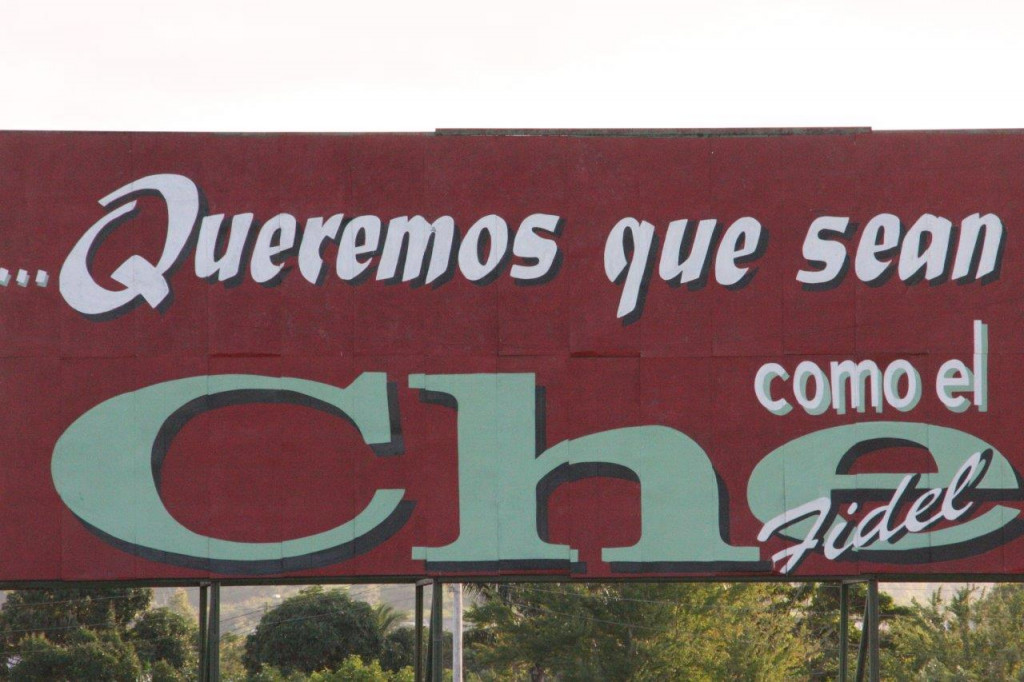 ...Queremos que sean
como el
Che
Fidel